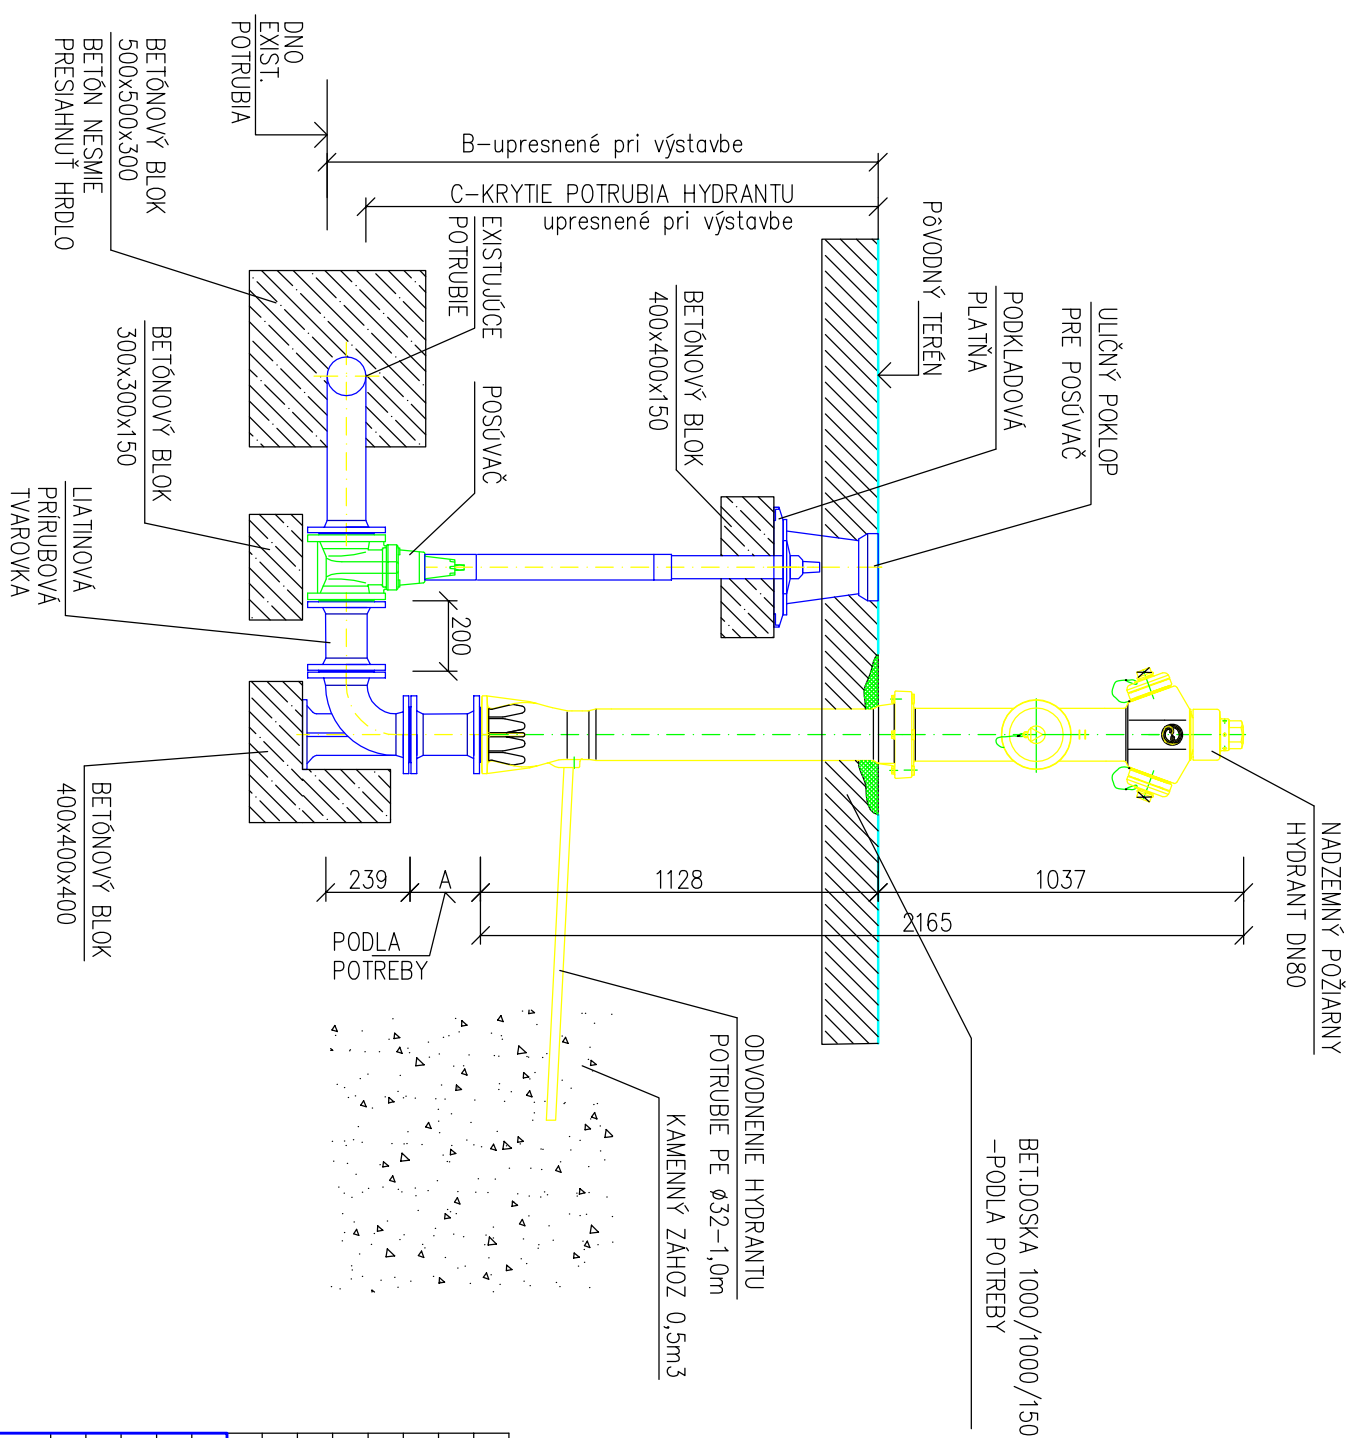 DNO
EXIST.
POTRUBIA
BETÓNOVÝ BLOK
500x500x300
BETÓN NESMIE
PRESIAHNUŤ HRDLO
B-upresnené pri výstavbe
C-KRYTIE POTRUBIA HYDRANTU
upresnené pri výstavbe
EXISTUJÚCE
POTRUBIE
PôVODNÝ TERÉN
PODKLADOVÁ
PLATŇA
ULIČNÝ POKLOP
PRE POSÚVAČ
BETÓNOVÝ BLOK
400x400x150
BETÓNOVÝ BLOK
300x300x150
POSÚVAČ
LIATINOVÁ
PRÍRUBOVÁ
TVAROVKA
200
BETÓNOVÝ BLOK
400x400x400
239
A
1128
1037
2165
PODLA
POTREBY
NADZEMNÝ POŽIARNY
HYDRANT DN80
ODVODNENIE HYDRANTU
POTRUBIE PE ø32-1,0m
KAMENNÝ ZÁHOZ 0,5m3
BET.DOSKA 1000/1000/150
-PODLA POTREBY